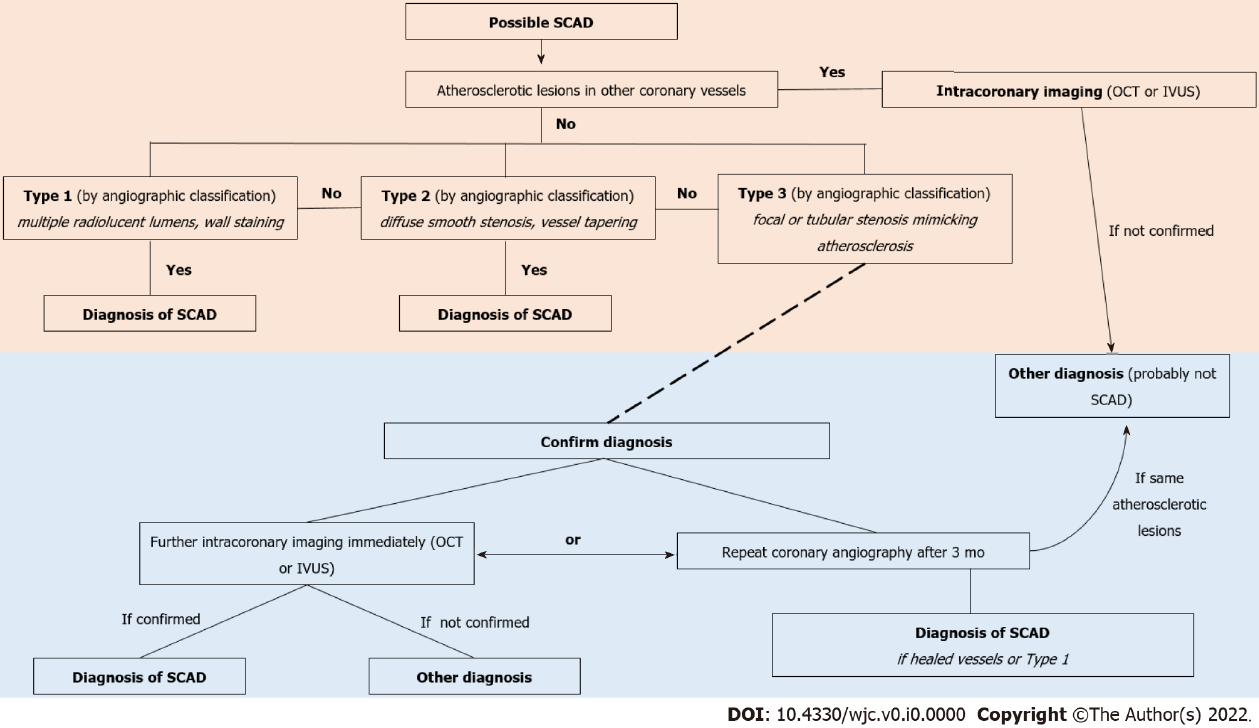 Possible SCAD
Atherosclerotic lesions in other coronary vessels
Yes
Intracoronary imaging (OCT or IVUS)
No
Type 1 (by angiographic classification)
multiple radiolucent lumens, wall staining
No
Type 2 (by angiographic classification)
diffuse smooth stenosis, vessel tapering
No
Type 3 (by angiographic classification)
focal or tubular stenosis mimicking
atherosclerosis
If not confirmed
Yes
Yes
Diagnosis of SCAD
Diagnosis of SCAD
Other diagnosis (probably not
SCAD)
Confirm diagnosis
If same
atherosclerotic
lesions
Further intracoronary imaging immediately (OCT
or IVUS)
or
Repeat coronary angiography after 3 mo
If confirmed
If not confirmed
Diagnosis of SCAD
if healed vessels or Type 1
Diagnosis of SCAD
Other diagnosis
DOI: 10.4330/wjc.v0.i0.0000 Copyright ©The Author(s) 2022.